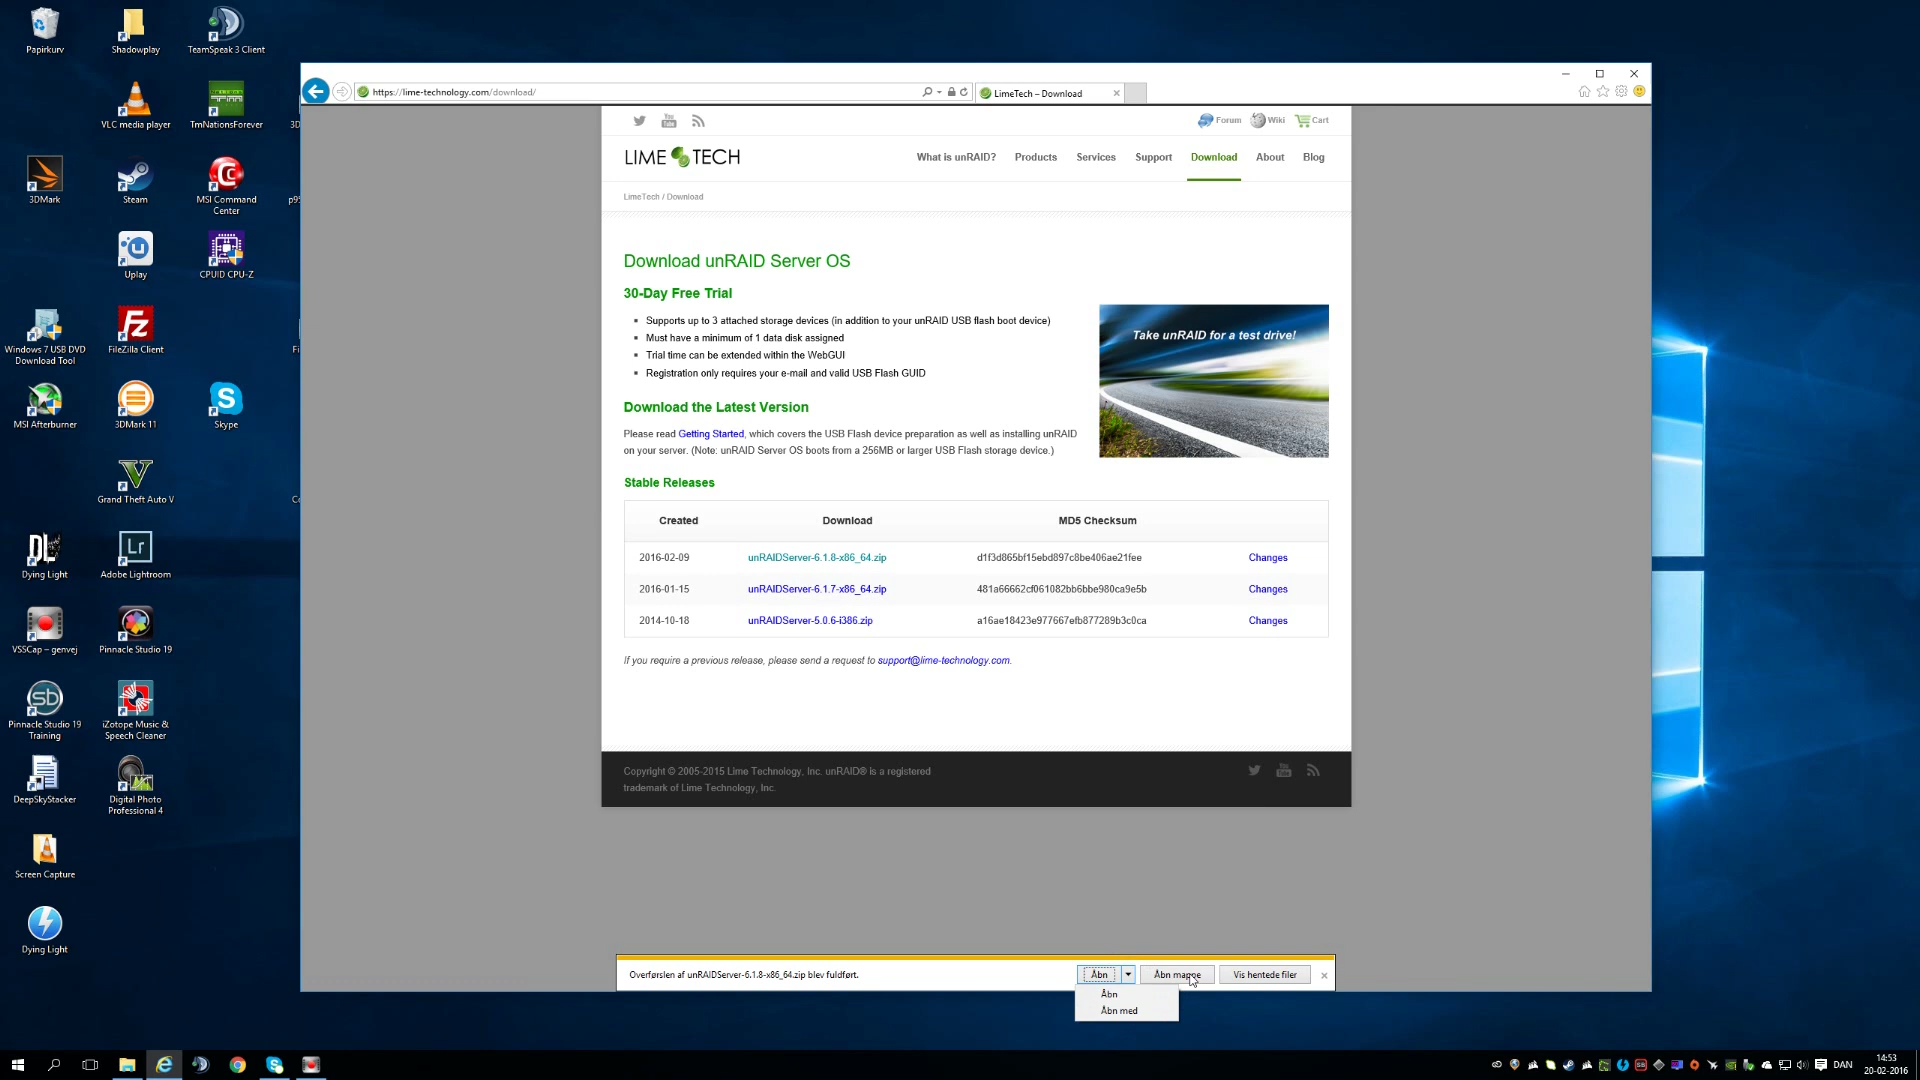 Papirkurv
Shadowplay
TeamSpeak 3 Client
VLC media player
TmNationsForever
3D
3DMark
Steam
MSI Command
Center
p95
Uplay
CPUID CPU-Z
Windows 7 USB DVD
Download Tool
FileZilla Client
Fi
MSI Afterburner
3DMark 11
Skype
Grand Theft Auto V
Co
Dying Light
Adobe Lightroom
VSSCap – genvej
Pinnacle Studio 19
Pinnacle Studio 19
Training
iZotope Music &
Speech Cleaner
DeepSkyStacker
Digital Photo
Professional 4
Screen Capture
Dying Light
https://lime-technology.com/download/
LimeTech – Download
Forum
Wiki
Cart
LIME TECH
What is unRAID?
Products
Services
Support
Download
About
Blog
LimeTech / Download
Download unRAID Server OS
30-Day Free Trial
Supports up to 3 attached storage devices (in addition to your unRAID USB flash boot device)
Must have a minimum of 1 data disk assigned
Trial time can be extended within the WebGUI
Registration only requires your e-mail and valid USB Flash GUID
Take unRAID for a test drive!
Download the Latest Version
Please read Getting Started, which covers the USB Flash device preparation as well as installing unRAID
on your server. (Note: unRAID Server OS boots from a 256MB or larger USB Flash storage device.)
Stable Releases
Created Download MD5 Checksum
2016-02-09 unRAIDServer-6.1.8-x86_64.zip d1f3d865bf15ebd897c8be406ae21fee Changes
2016-01-15 unRAIDServer-6.1.7-x86_64.zip 481a66662cf061082bb6bbe980ca9e5b Changes
2014-10-18 unRAIDServer-5.0.6-i386.zip a16ae18423e977667efb877289b3c0ca Changes
If you require a previous release, please send a request to support@lime-technology.com.
Copyright © 2005-2015 Lime Technology, Inc. unRAID® is a registered
trademark of Lime Technology, Inc.
Overførslen af unRAIDServer-6.1.8-x86_64.zip blev fuldført.
Åbn
Åbn mappe
Vis hentede filer
Åbn
Åbn med
DAN
14:53
20-02-2016